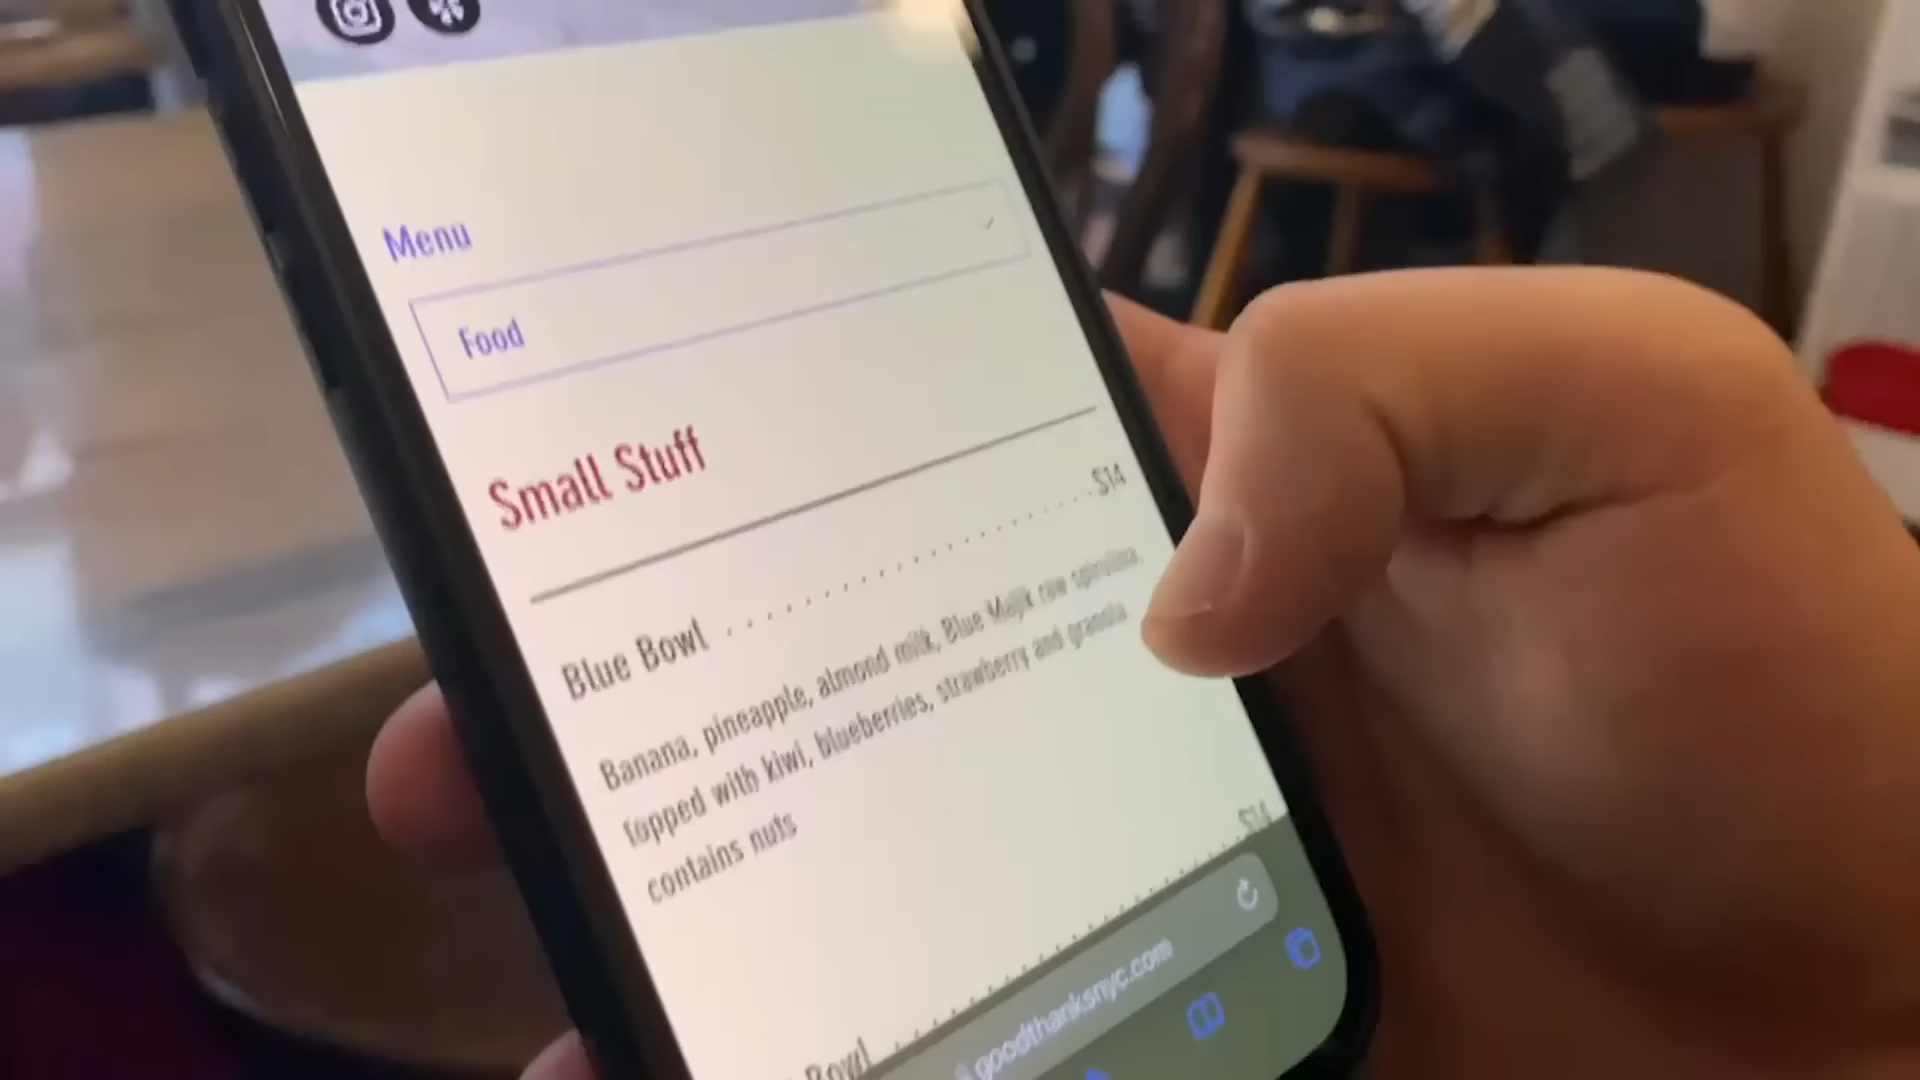 Menu
Food
Small Stuff
Blue Bowl $14
Banana, pineapple, almond milk, Blue Majik raw spirulina,
topped with kiwi, blueberries, strawberry and granola
contains nuts
$14
Bowl
goodthanksnyc.com